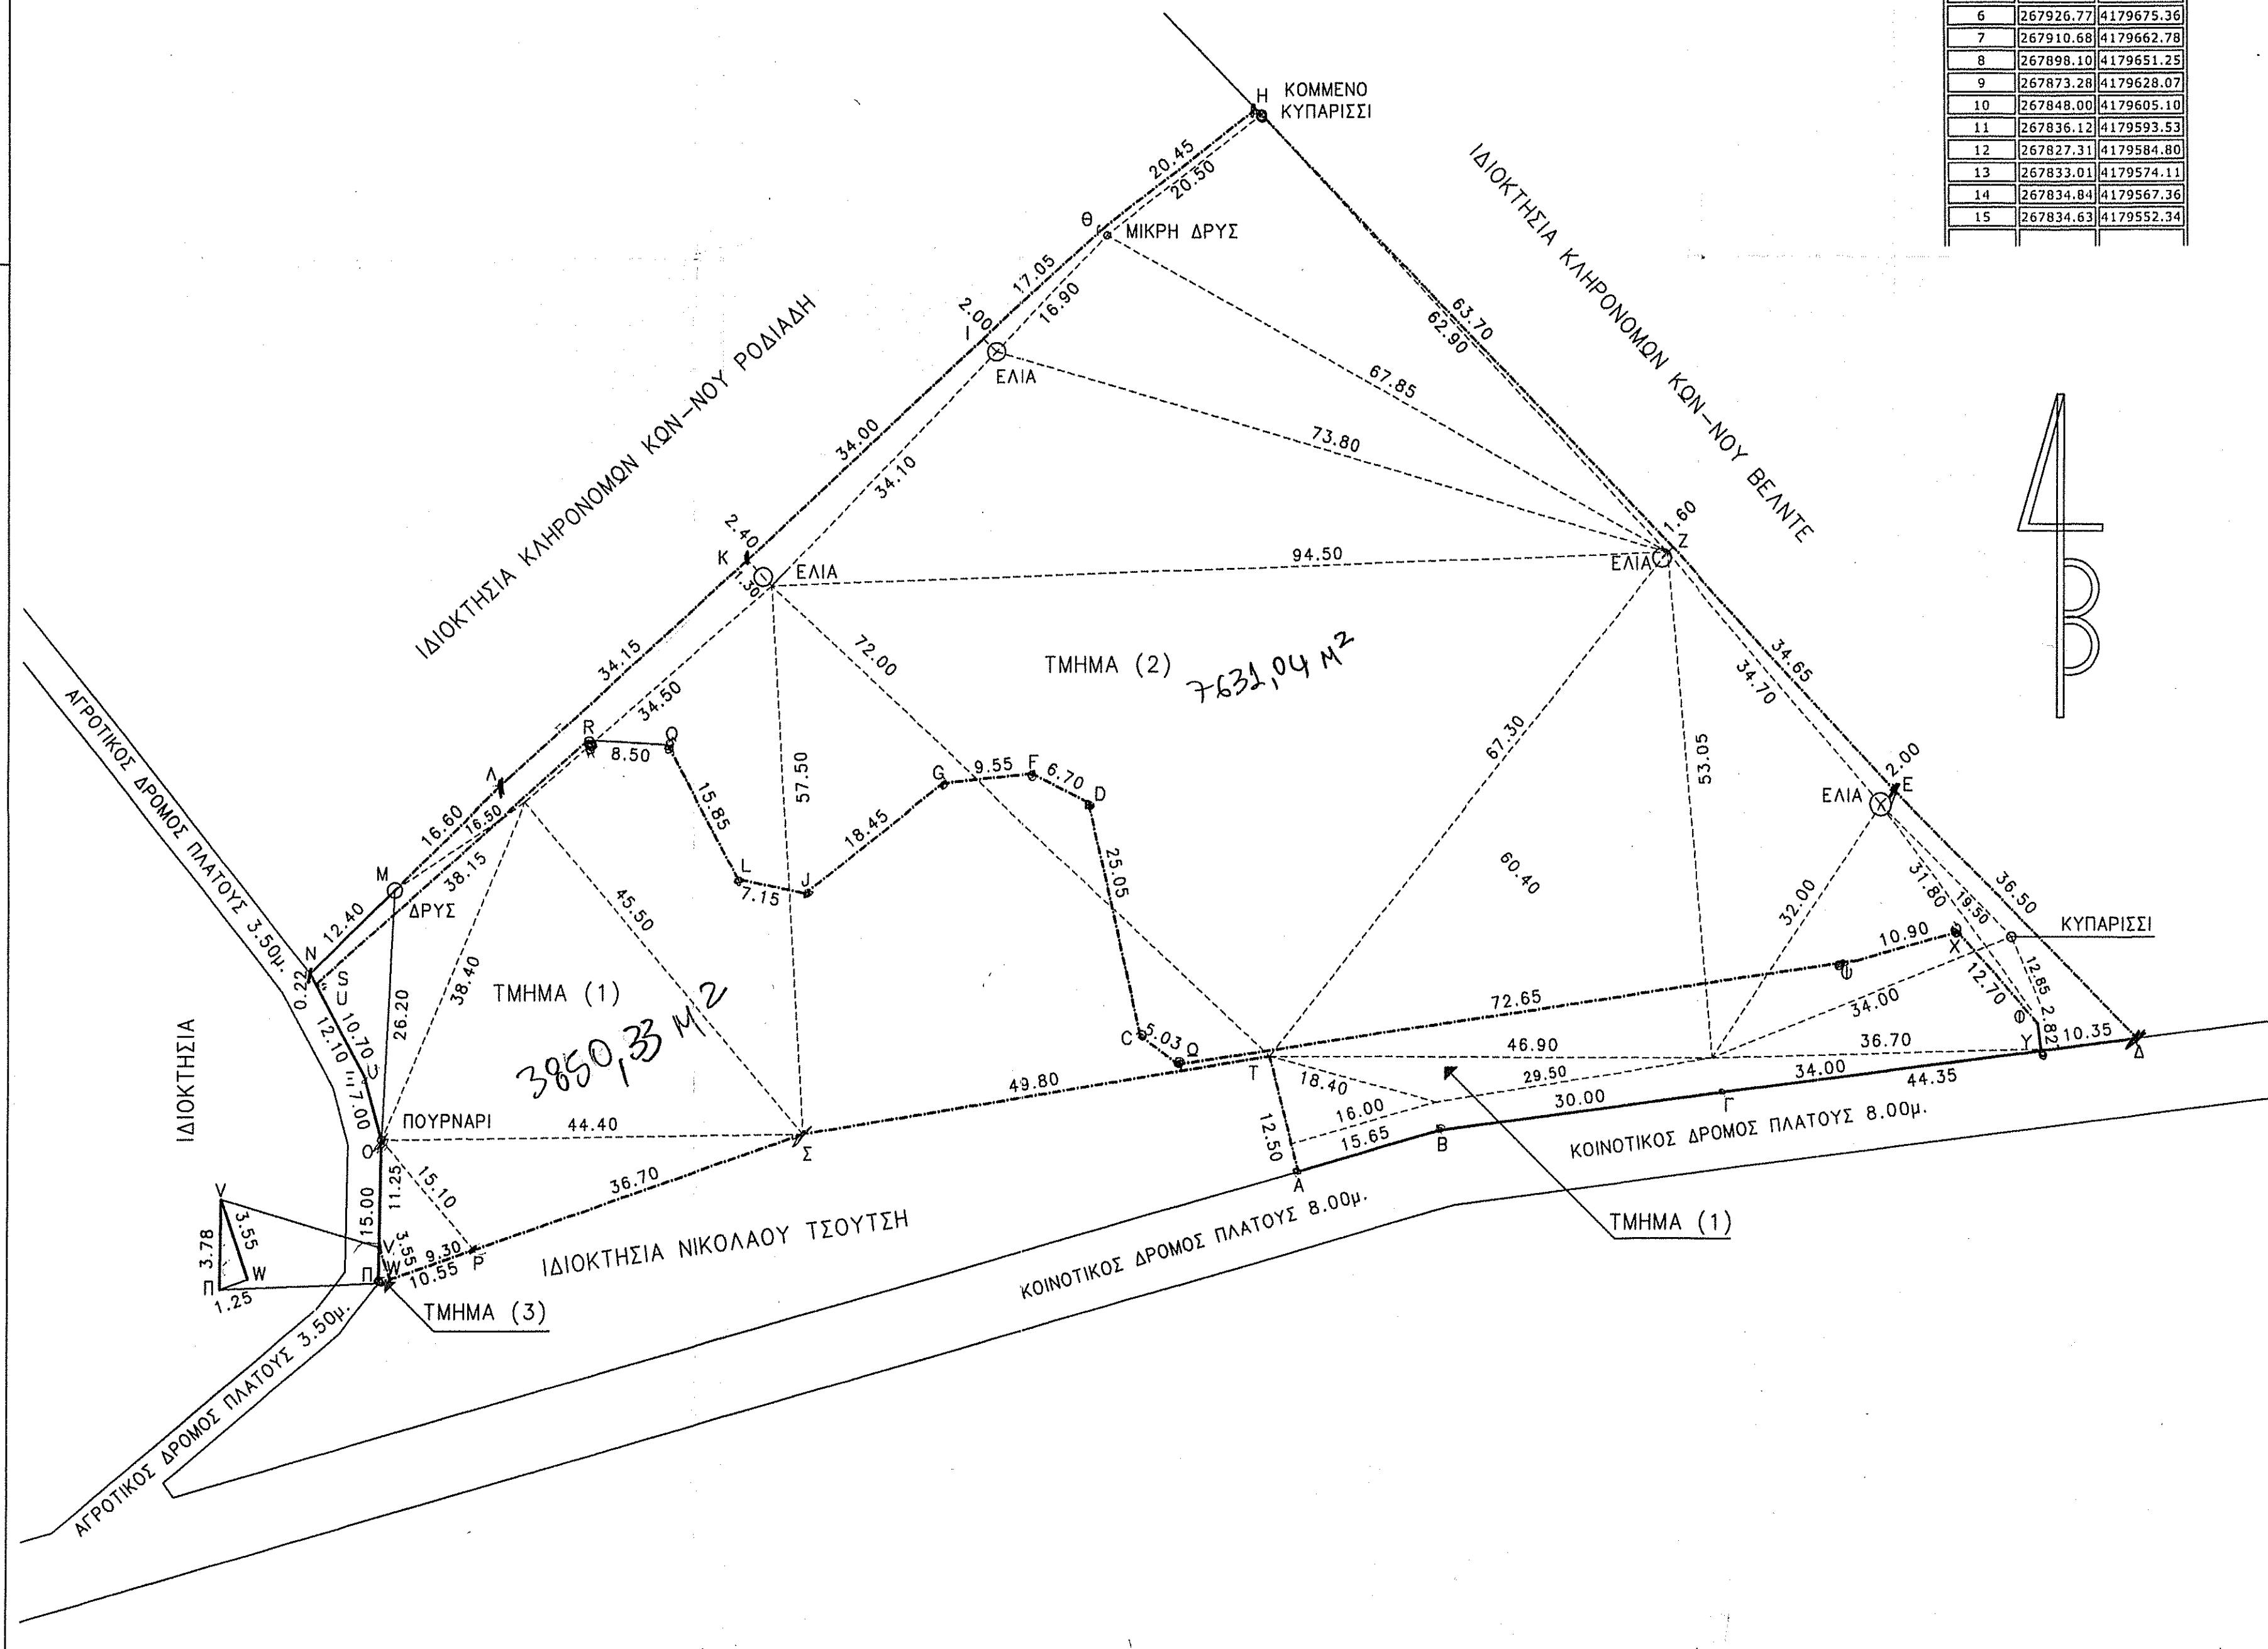 6 267926.77 4179675.36
7 267910.68 4179662.78
8 267898.10 4179651.25
9 267873.28 4179628.07
10 267848.00 4179605.10
11 267836.12 4179593.53
12 267827.31 4179584.80
13 267833.01 4179574.11
14 267834.84 4179567.36
15 267834.63 4179552.34
Η ΚΟΜΜΕΝΟ
ΚΥΠΑΡΙΣΣΙ
20.45
20.50
Θ
ΜΙΚΡΗ ΔΡΥΣ
ΙΔΙΟΚΤΗΣΙΑ ΚΛΗΡΟΝΟΜΩΝ ΚΩΝ-ΝΟΥ ΒΕΛΝΤΕ
17.05
16.90
2.00
Ι
ΕΛΙΑ
63.70
62.90
67.85
73.80
ΙΔΙΟΚΤΗΣΙΑ ΚΛΗΡΟΝΟΜΩΝ ΚΩΝ-ΝΟΥ ΡΟΔΙΑΔΗ
34.00
34.10
2.40
Κ
ΕΛΙΑ
1.30
94.50
1.60
Ζ
ΕΛΙΑ
72.00
ΤΜΗΜΑ (2)
7631,04 Μ2
34.15
34.50
34.65
34.70
67.30
53.05
R
8.50
Q
57.50
15.85
G
9.55
F
6.70
D
18.45
L
7.15
J
25.05
2.00
Ε
ΕΛΙΑ
Λ
16.60
16.50
Μ
ΔΡΥΣ
38.15
45.50
60.40
31.80
19.50
36.50
ΚΥΠΑΡΙΣΣΙ
32.00
10.90
Χ
12.70
12.85
ΑΓΡΟΤΙΚΟΣ ΔΡΟΜΟΣ ΠΛΑΤΟΥΣ 3.50μ.
12.40
Ν
0.22
S
U
10.70
12.10
7.00
26.20
38.40
ΤΜΗΜΑ (1)
3850,33 Μ2
72.65
34.00
Φ
2.82
Υ
10.35
Δ
C
5.03
Q
Τ
46.90
36.70
18.40
29.50
34.00
44.35
49.80
ΙΔΙΟΚΤΗΣΙΑ
ΠΟΥΡΝΑΡΙ
Ο
44.40
Σ
12.50
16.00
15.65
30.00
Γ
Β
Α
ΚΟΙΝΟΤΙΚΟΣ ΔΡΟΜΟΣ ΠΛΑΤΟΥΣ 8.00μ.
15.10
36.70
15.00
11.25
V
3.55
3.78
W
Π
1.25
V
3.55
Π
W
9.30
10.55
Ρ
ΙΔΙΟΚΤΗΣΙΑ ΝΙΚΟΛΑΟΥ ΤΣΟΥΤΣΗ
ΚΟΙΝΟΤΙΚΟΣ ΔΡΟΜΟΣ ΠΛΑΤΟΥΣ 8.00μ.
ΤΜΗΜΑ (1)
ΤΜΗΜΑ (3)
ΑΓΡΟΤΙΚΟΣ ΔΡΟΜΟΣ ΠΛΑΤΟΥΣ 3.50μ.